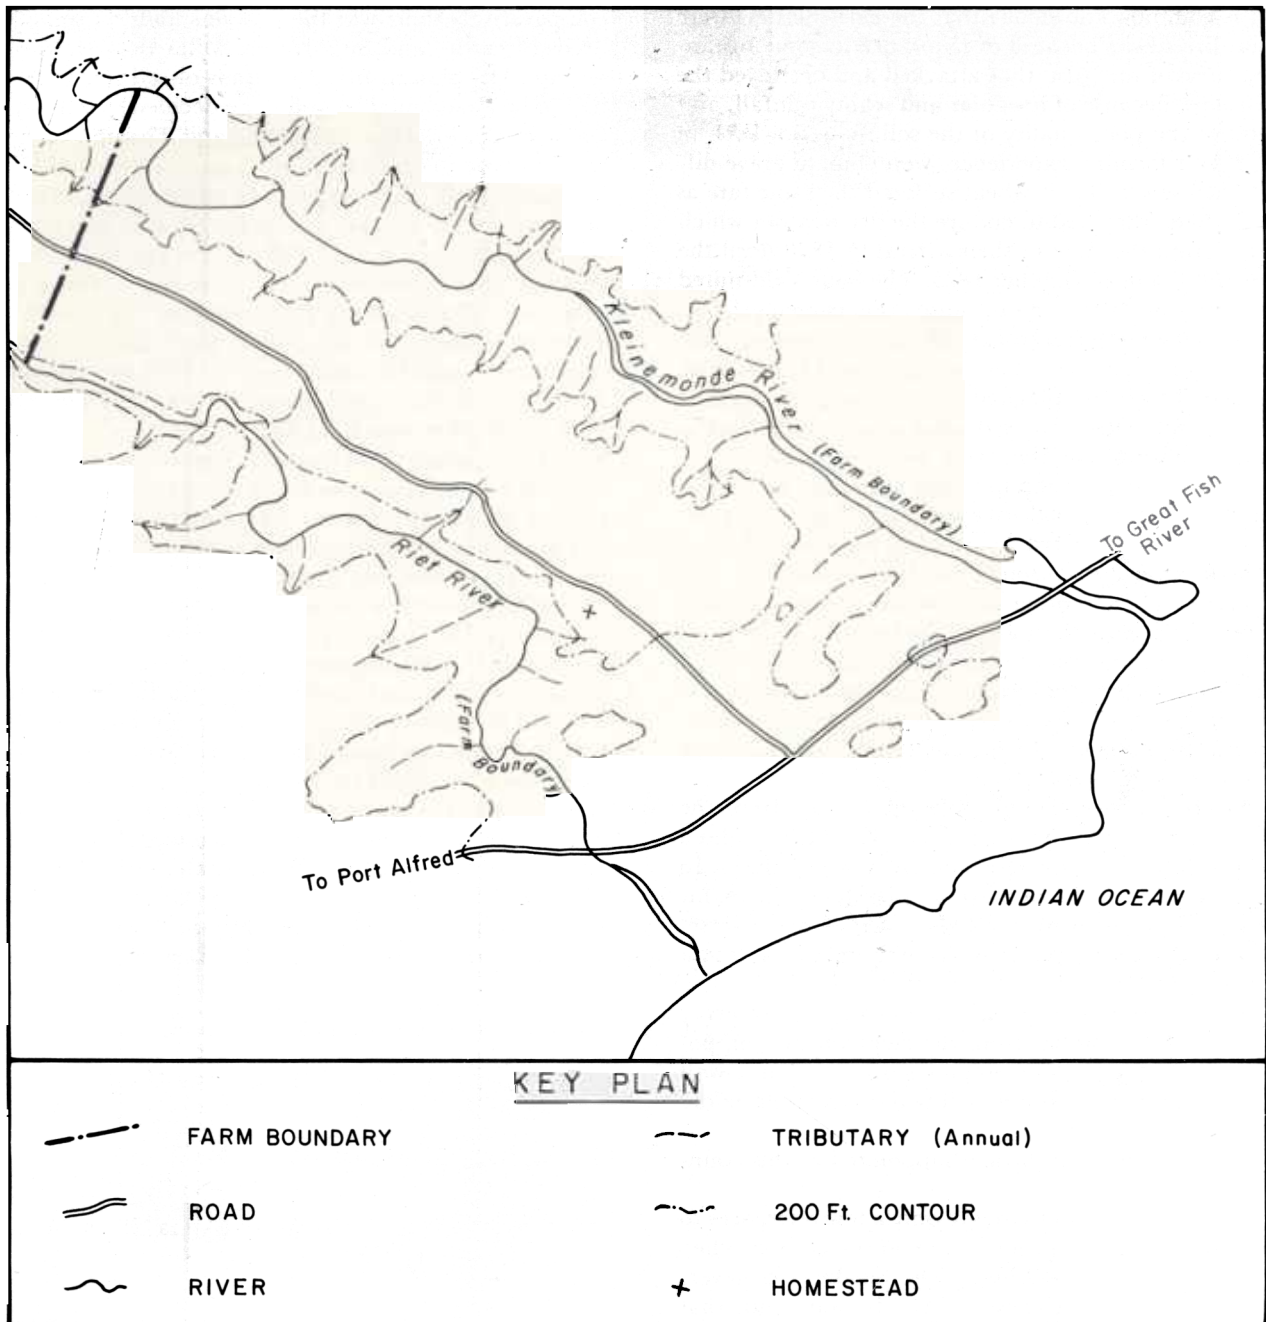 Kleinemonde River
(Farm Boundary)
To Great Fish
River
Riet River
(Farm
Boundary)
To Port Alfred
INDIAN OCEAN
KEY PLAN
FARM BOUNDARY
TRIBUTARY (Annual)
ROAD
200 Ft. CONTOUR
RIVER
HOMESTEAD